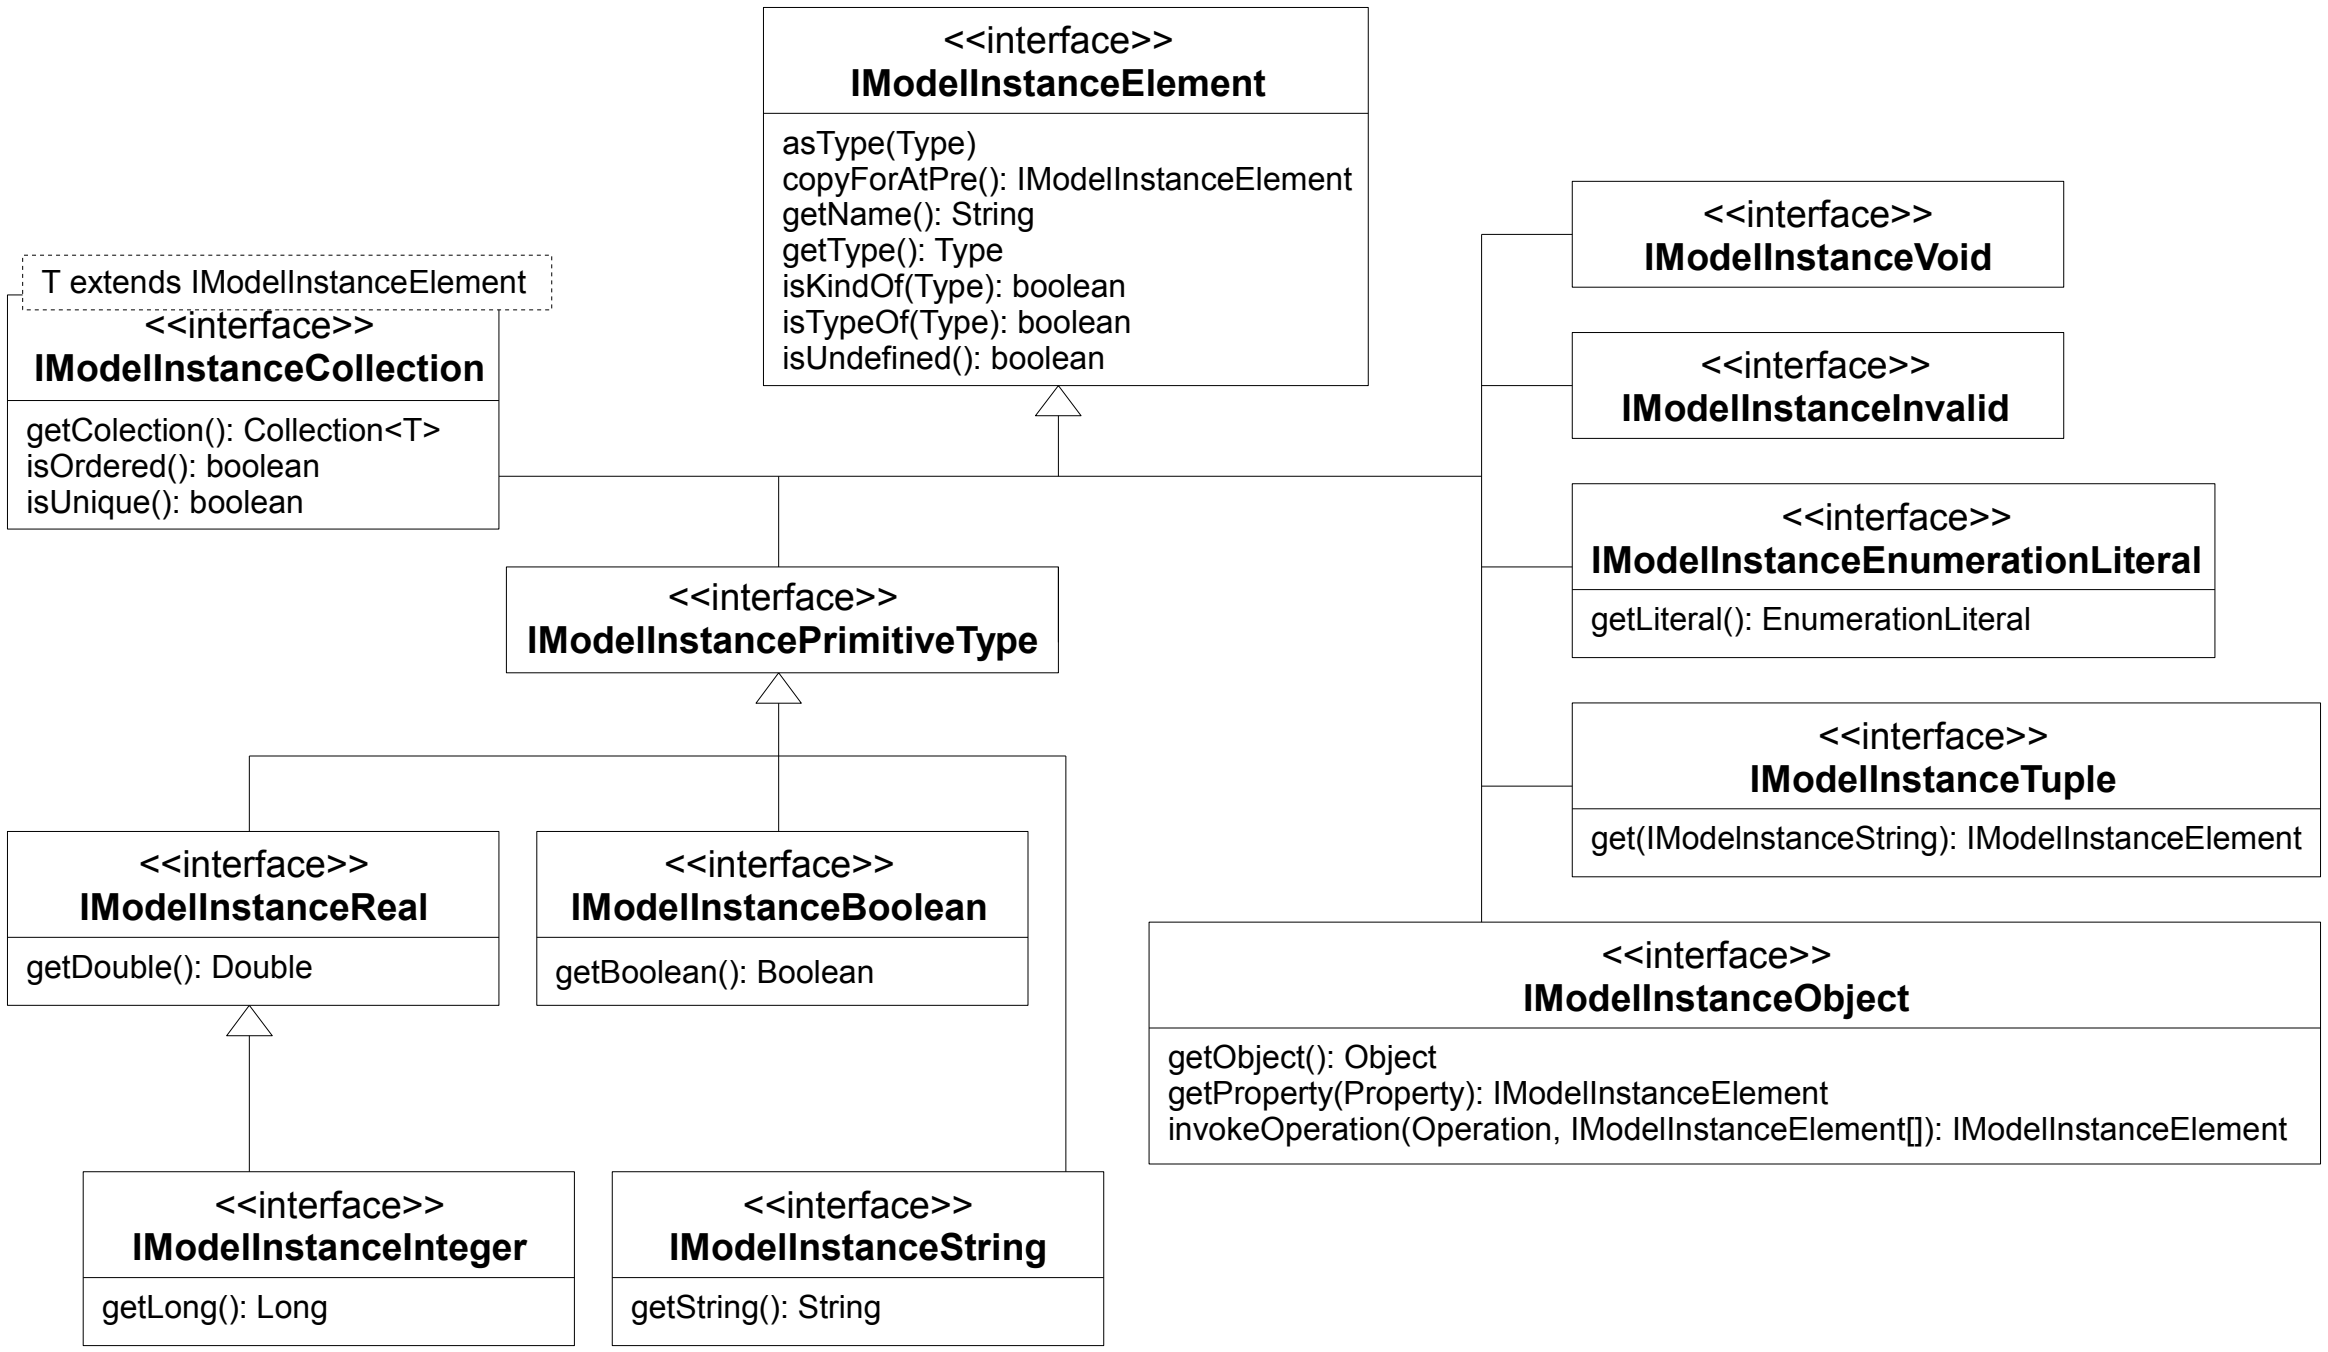 <<interface>>
IModelInstanceElement
asType(Type)
copyForAtPre(): IModelInstanceElement
getName(): String
getType(): Type
isKindOf(Type): boolean
isTypeOf(Type): boolean
isUndefined(): boolean
T extends IModelInstanceElement
<<interface>>
IModelInstanceCollection
getColection(): Collection<T>
isOrdered(): boolean
isUnique(): boolean
<<interface>>
IModelInstanceVoid
<<interface>>
IModelInstanceInvalid
<<interface>>
IModelInstanceEnumerationLiteral
getLiteral(): EnumerationLiteral
<<interface>>
IModelInstancePrimitiveType
<<interface>>
IModelInstanceTuple
get(IModelnstanceString): IModelInstanceElement
<<interface>>
IModelInstanceReal
getDouble(): Double
<<interface>>
IModelInstanceBoolean
getBoolean(): Boolean
<<interface>>
IModelInstanceObject
getObject(): Object
getProperty(Property): IModelInstanceElement
invokeOperation(Operation, IModelInstanceElement[]): IModelInstanceElement
<<interface>>
IModelInstanceInteger
getLong(): Long
<<interface>>
IModelInstanceString
getString(): String